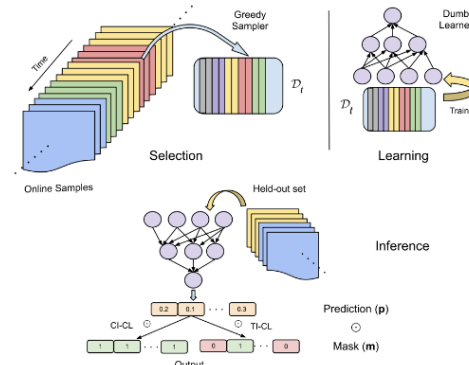 Greedy
Sampler
Dumb
Learne
Time
𝒟t
𝒟t
Train
Selection
Learning
Online Samples
Held-out set
Inference
0.2 0.1 · · · 0.3
Prediction (p)
CI-CL ⊙ ⊙ TI-CL
⊙
Mask (m)
1 1 · · · 1 0 1 · · · 0
Output